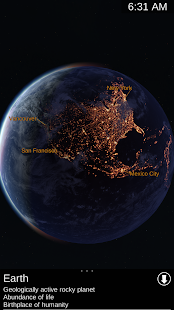 6:31 AM
New York
Vancouver
San Francisco
Mexico City
Earth
Geologically active rocky planet
Abundance of life
Birthplace of humanity